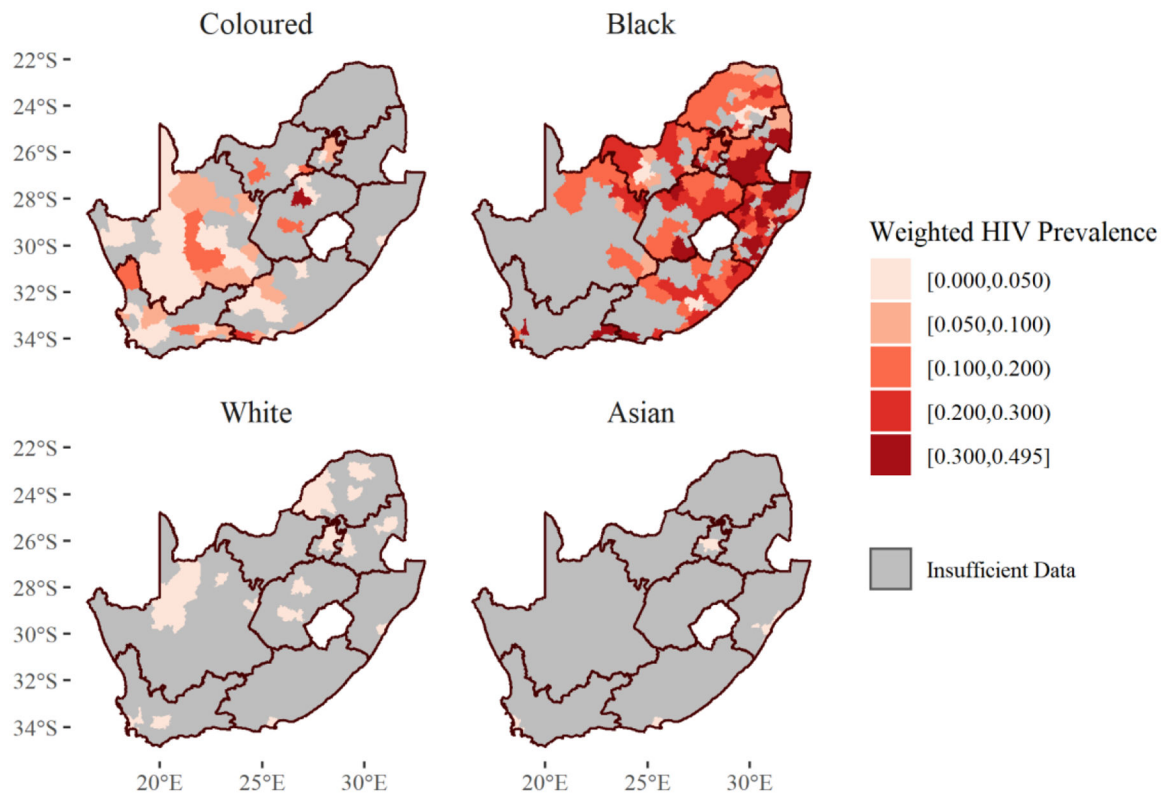 Coloured
Black
22°S
24°S
26°S
28°S
30°S
32°S
34°S
Weighted HIV Prevalence
[0.000,0.050)
[0.050,0.100)
[0.100,0.200)
[0.200,0.300)
[0.300,0.495]
Insufficient Data
White
Asian
22°S
24°S
26°S
28°S
30°S
32°S
34°S
20°E
25°E
30°E
20°E
25°E
30°E